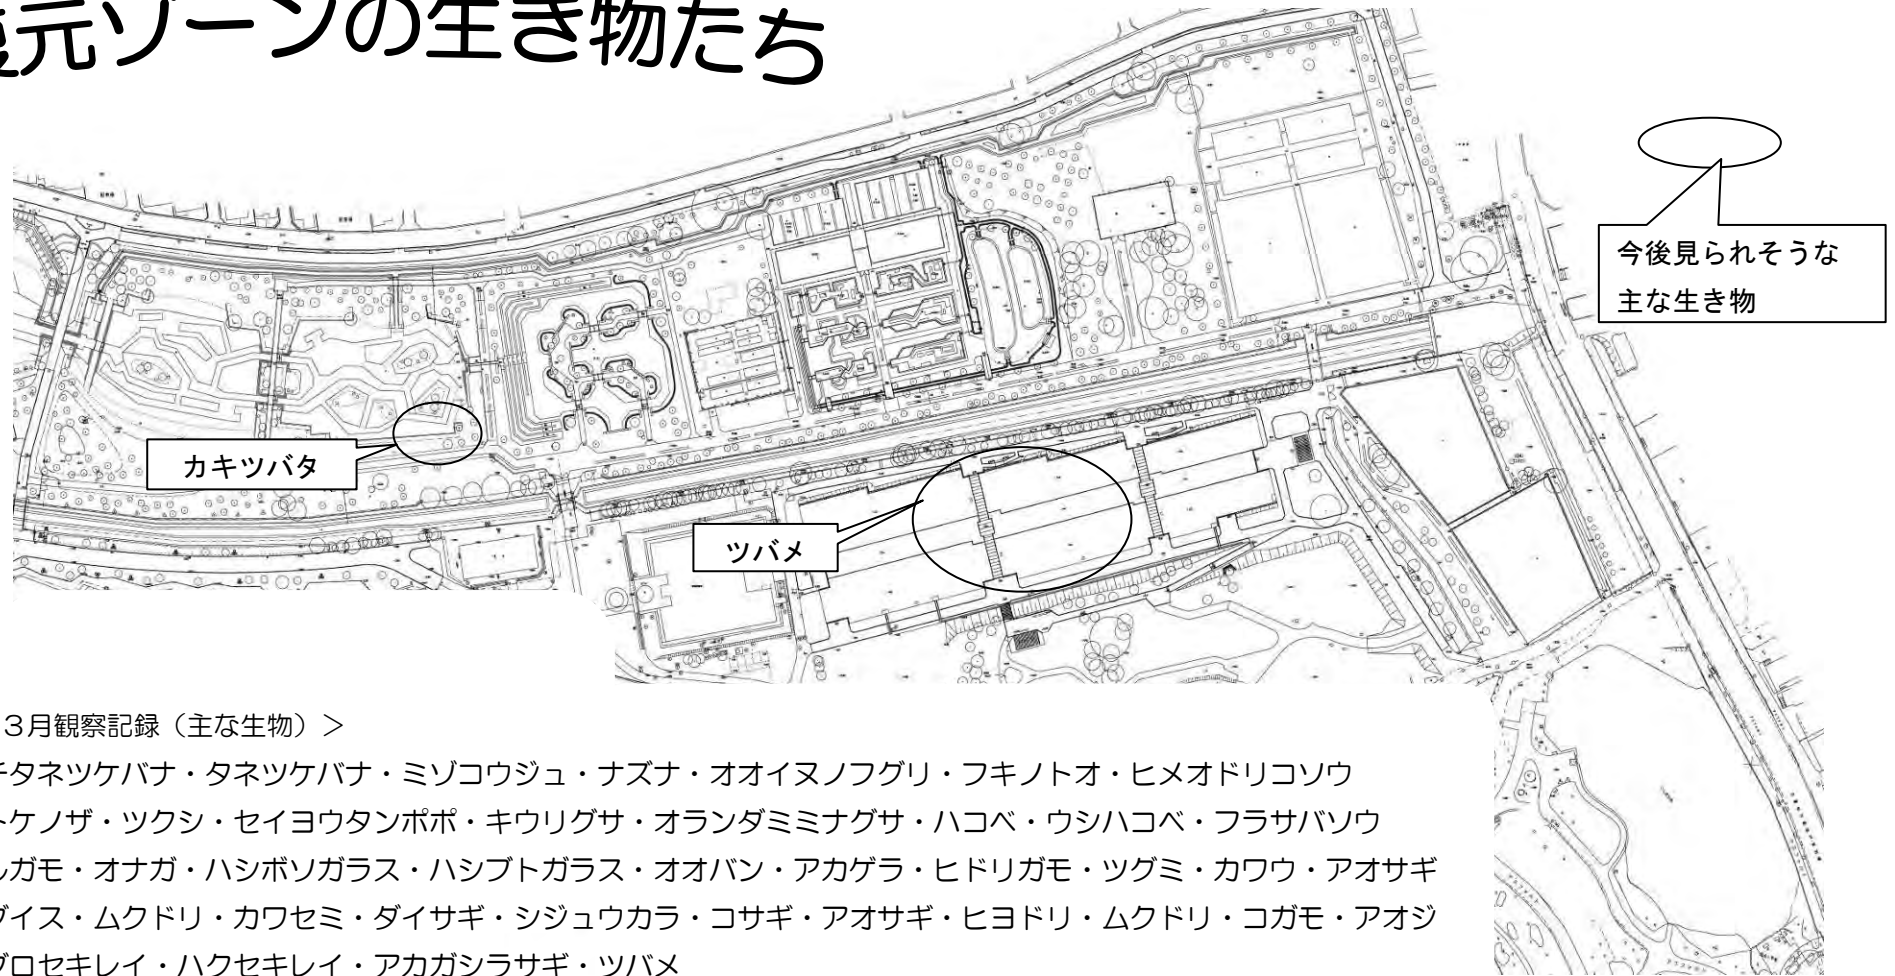 元ゾーンの生き物たち
今後見られそうな
主な生き物
カキツバタ
ツバメ
３月観察記録（主な生物）＞
タネツケバナ・タネツケバナ・ミゾコウジュ・ナズナ・オオイヌノフグリ・フキノトオ・ヒメオドリコソウ
トケノザ・ツクシ・セイヨウタンポポ・キウリグサ・オランダミミナグサ・ハコベ・ウシハコベ・フラサバソウ
ルガモ・オナガ・ハシボソガラス・ハシブトガラス・オオバン・アカゲラ・ヒドリガモ・ツグミ・カワウ・アオサギ
グイス・ムクドリ・カワセミ・ダイサギ・シジュウカラ・コサギ・アオサギ・ヒヨドリ・ムクドリ・コガモ・アオジ
グロセキレイ・ハクセキレイ・アカガシラサギ・ツバメ